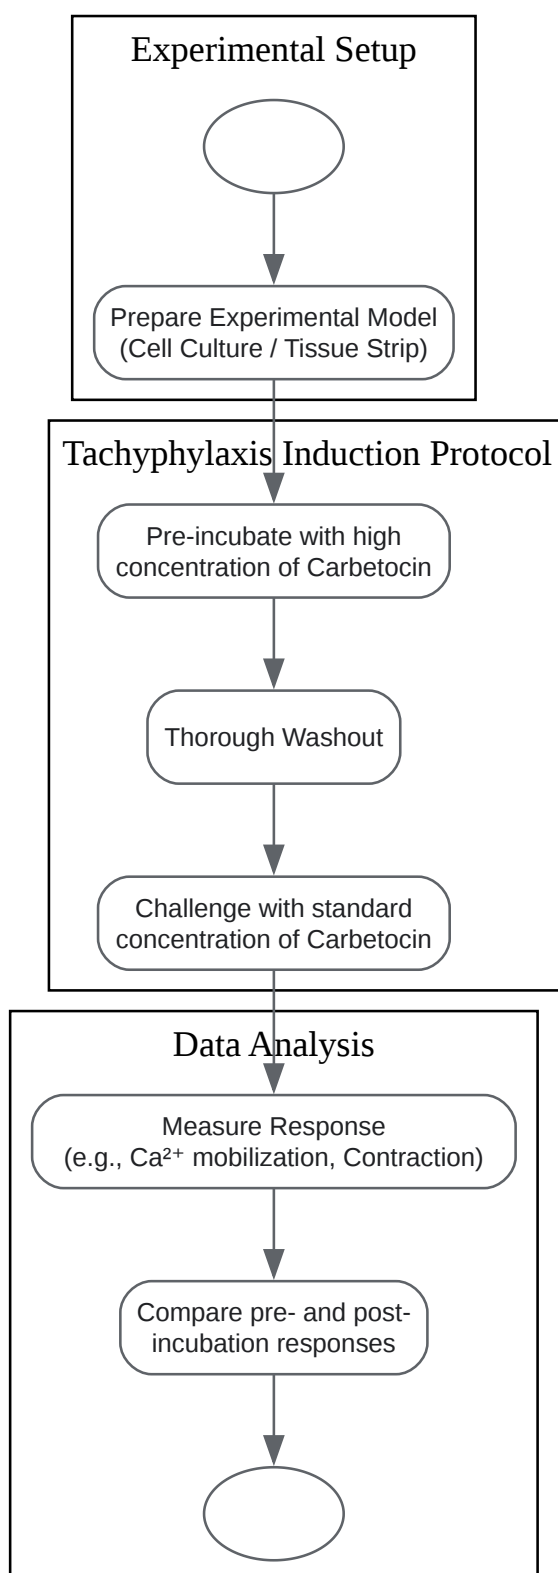 Experimental Setup
Prepare Experimental Model
(Cell Culture / Tissue Strip)
Tachyphylaxis Induction Protocol
Pre-incubate with high
concentration of Carbetocin
Thorough Washout
Challenge with standard
concentration of Carbetocin
Data Analysis
Measure Response
(e.g., Ca²⁺ mobilization, Contraction)
Compare pre- and post-
incubation responses